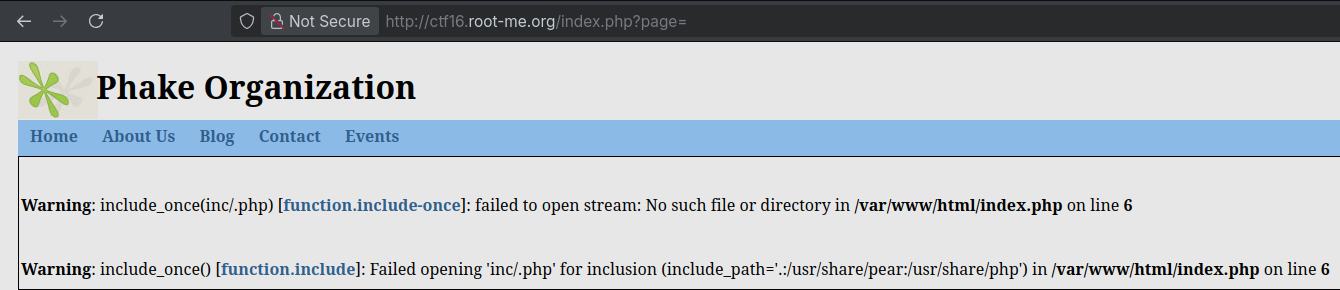 Not Secure http://ctf16.root-me.org/index.php?page=
Phake Organization
Home About Us Blog Contact Events
Warning: include_once(inc/.php) [function.include-once]: failed to open stream: No such file or directory in /var/www/html/index.php on line 6
Warning: include_once() [function.include]: Failed opening 'inc/.php' for inclusion (include_path='.:/usr/share/pear:/usr/share/php') in /var/www/html/index.php on line 6